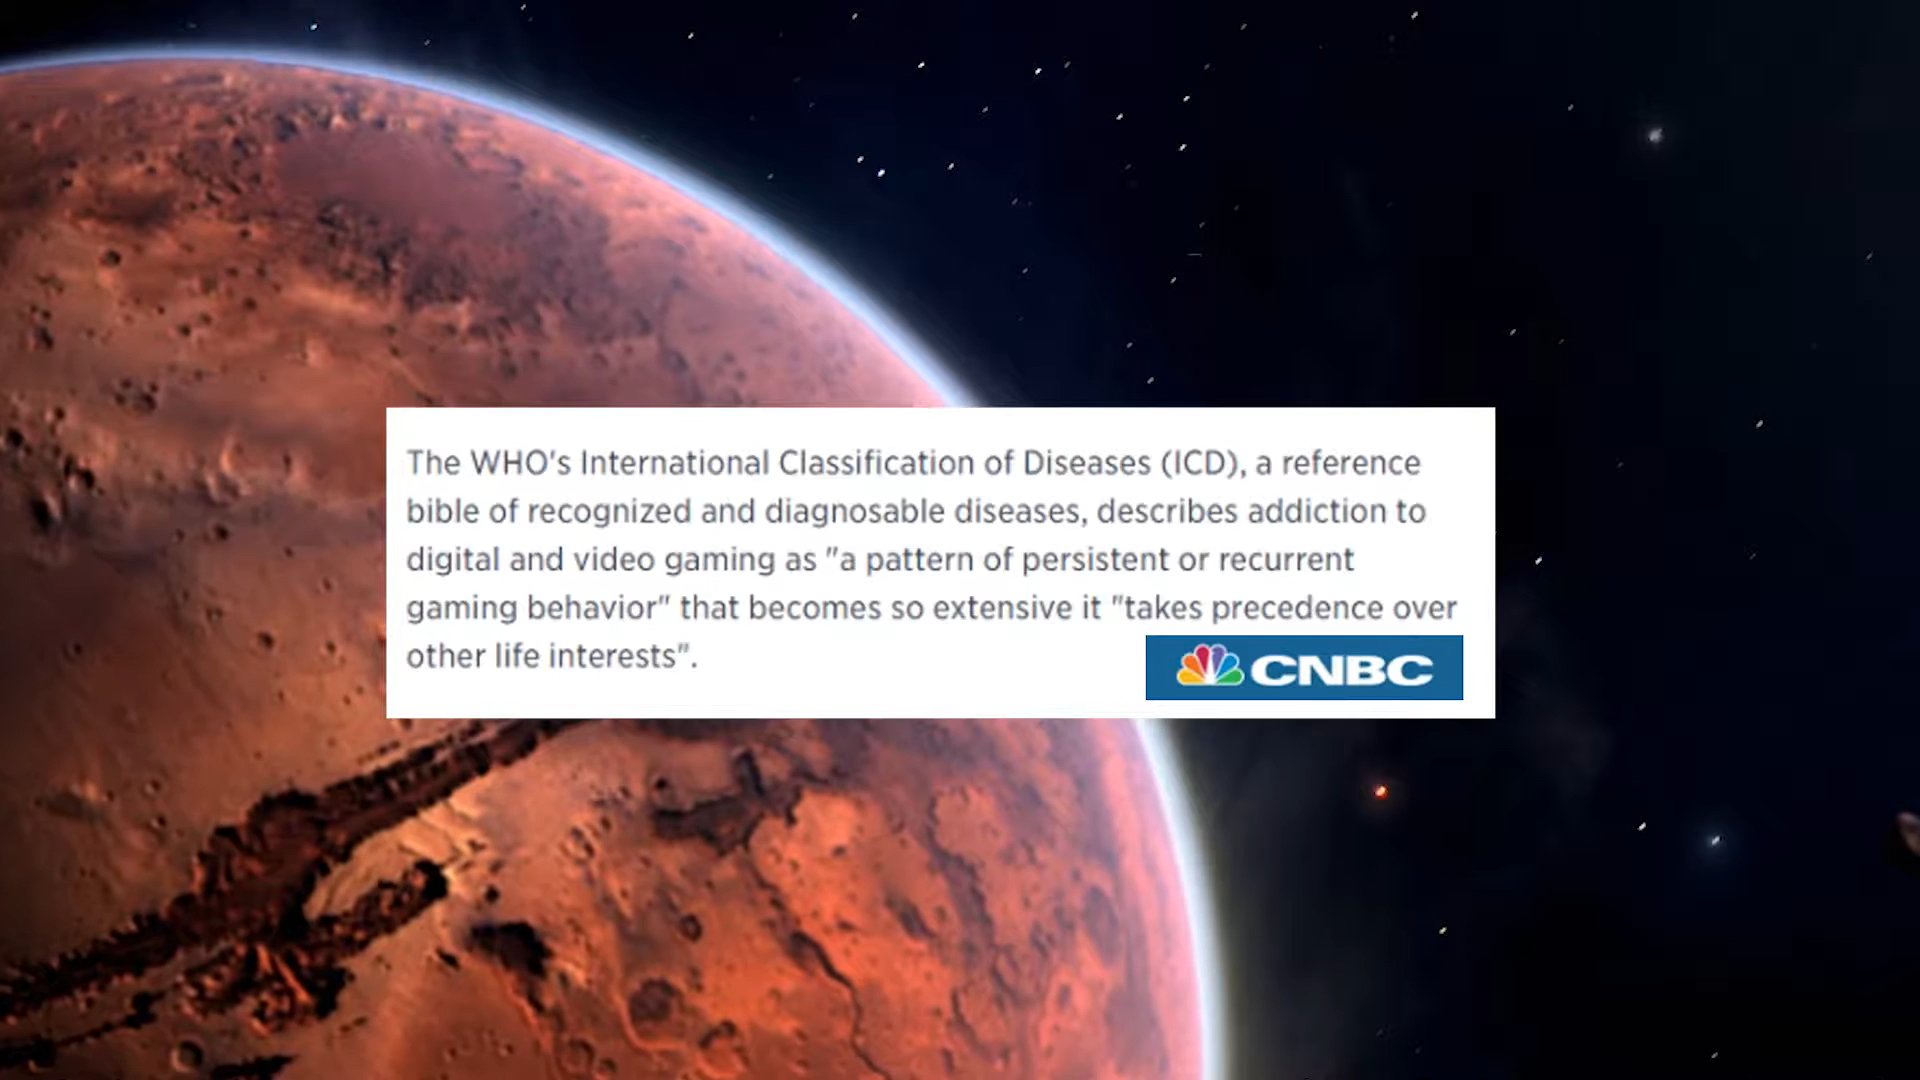 The WHO's International Classification of Diseases (ICD), a reference
bible of recognized and diagnosable diseases, describes addiction to
digital and video gaming as "a pattern of persistent or recurrent
gaming behavior" that becomes so extensive it "takes precedence over
other life interests".
CNBC